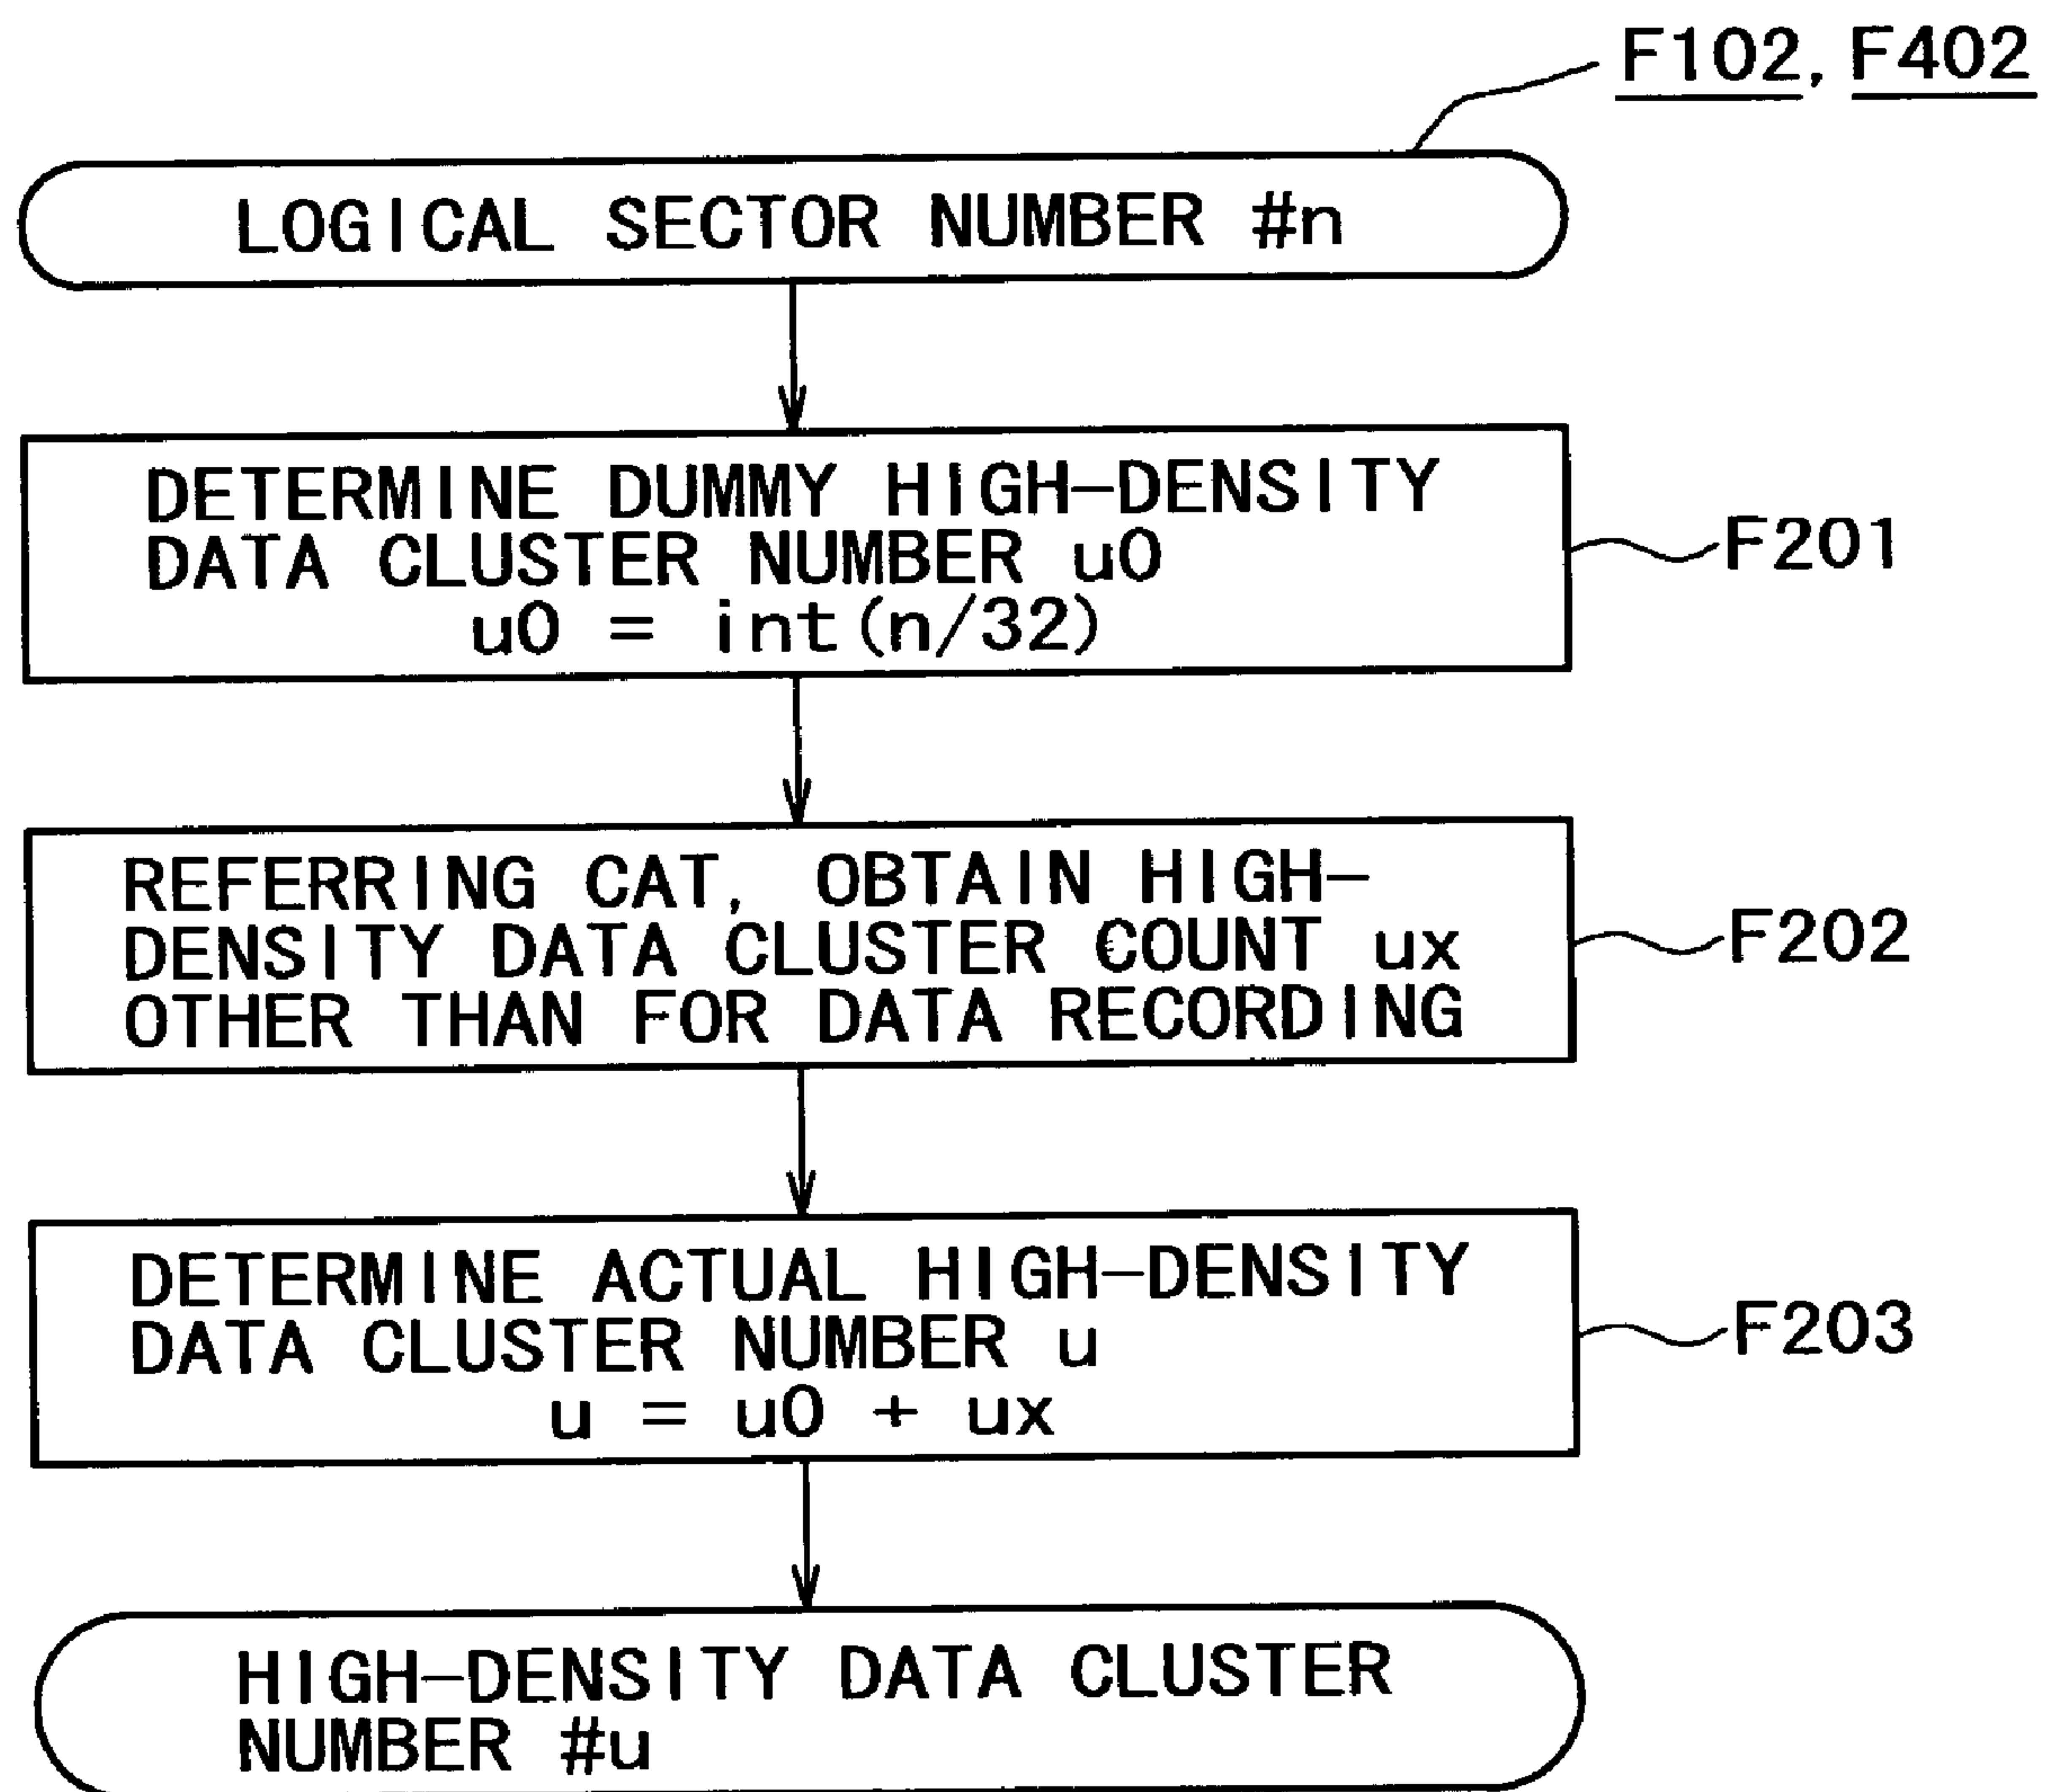 F102, F402
LOGICAL SECTOR NUMBER #n
DETERMINE DUMMY HIGH-DENSITY
DATA CLUSTER NUMBER u0
u0 = int(n/32)
F201
REFERRING CAT, OBTAIN HIGH-
DENSITY DATA CLUSTER COUNT ux
OTHER THAN FOR DATA RECORDING
F202
DETERMINE ACTUAL HIGH-DENSITY
DATA CLUSTER NUMBER u
u = u0 + ux
F203
HIGH-DENSITY DATA CLUSTER
NUMBER #u